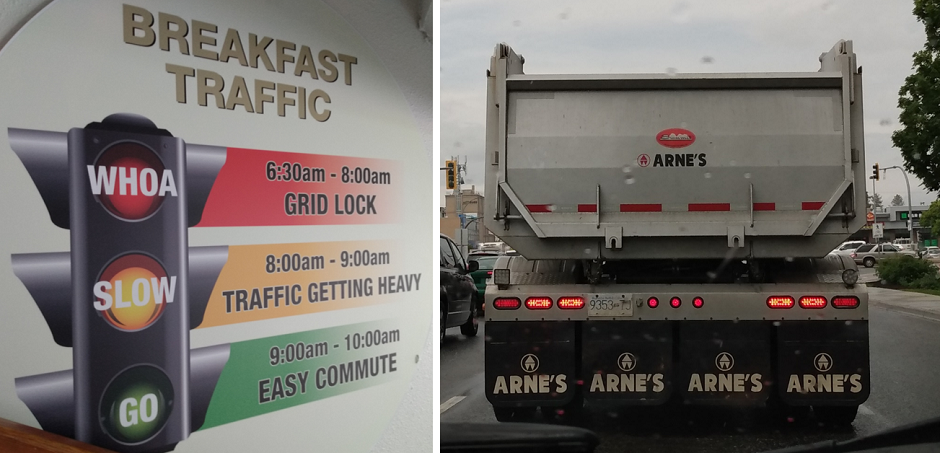 BREAKFAST
TRAFFIC
WHOA
6:30am - 8:00am
GRID LOCK
SLOW
8:00am - 9:00am
TRAFFIC GETTING HEAVY
GO
9:00am - 10:00am
EASY COMMUTE
ARNE'S
ARNE'S ARNE'S ARNE'S ARNE'S